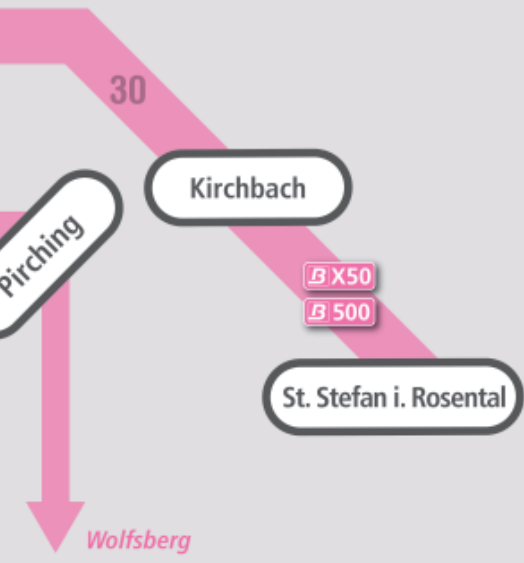 30
Kirchbach
Pirching
B X50
B 500
St. Stefan i. Rosental
Wolfsberg